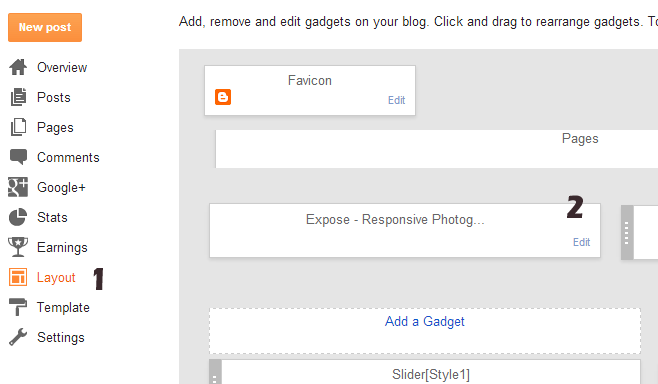 New post
Add, remove and edit gadgets on your blog. Click and drag to rearrange gadgets. To
Overview
Posts
Pages
Comments
Google+
Stats
Earnings
Layout 1
Template
Settings
Favicon
Edit
Pages
2
Expose - Responsive Photog...
Edit
Add a Gadget
Slider[Style1]